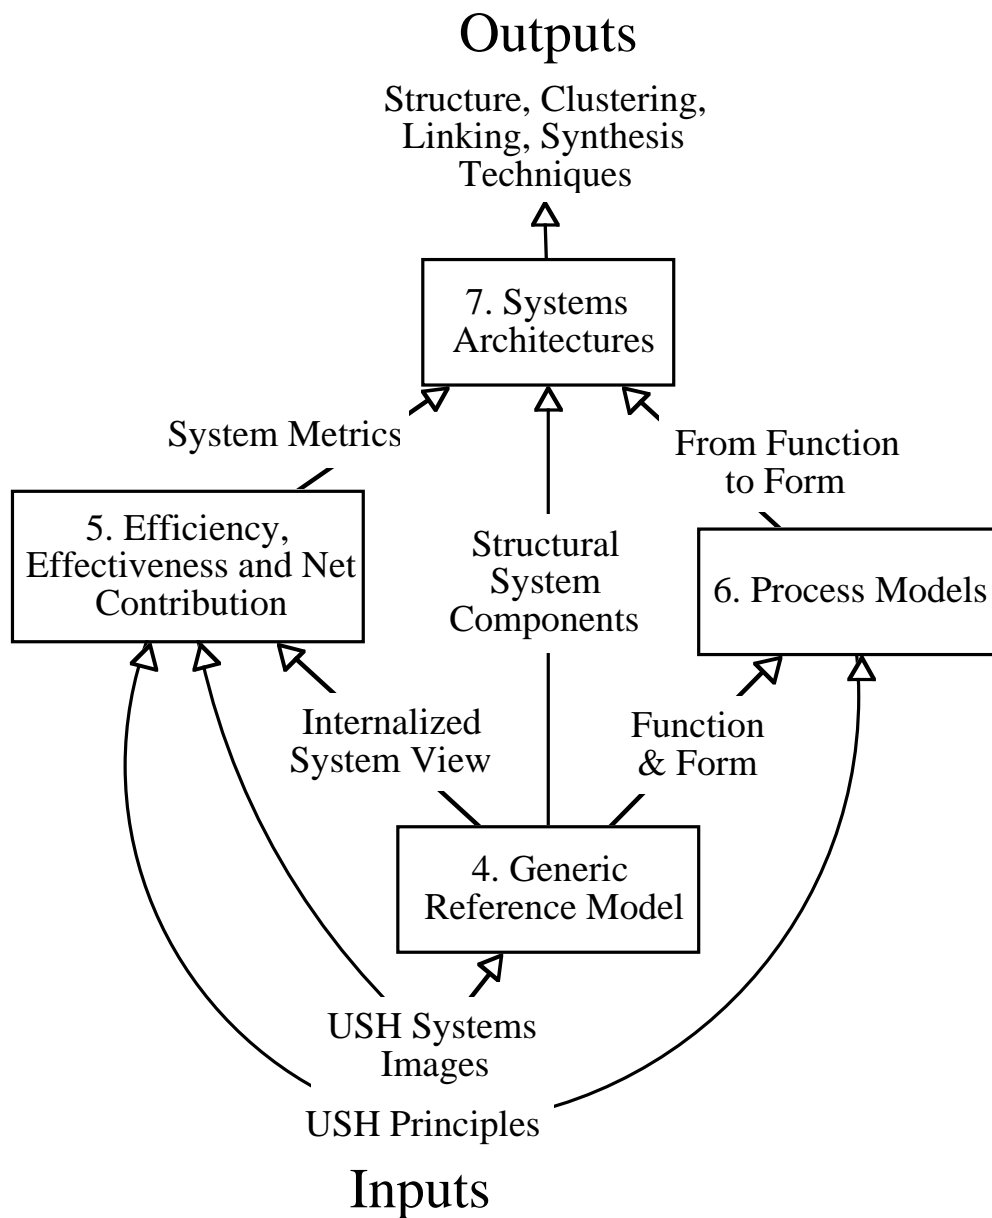 Outputs
Structure, Clustering,
Linking, Synthesis
Techniques
7. Systems
Architectures
System Metrics
From Function
to Form
5. Efficiency,
Effectiveness and Net
Contribution
Structural
System
Components
6. Process Models
Internalized
System View
Function
& Form
4. Generic
Reference Model
USH Systems
Images
USH Principles
Inputs